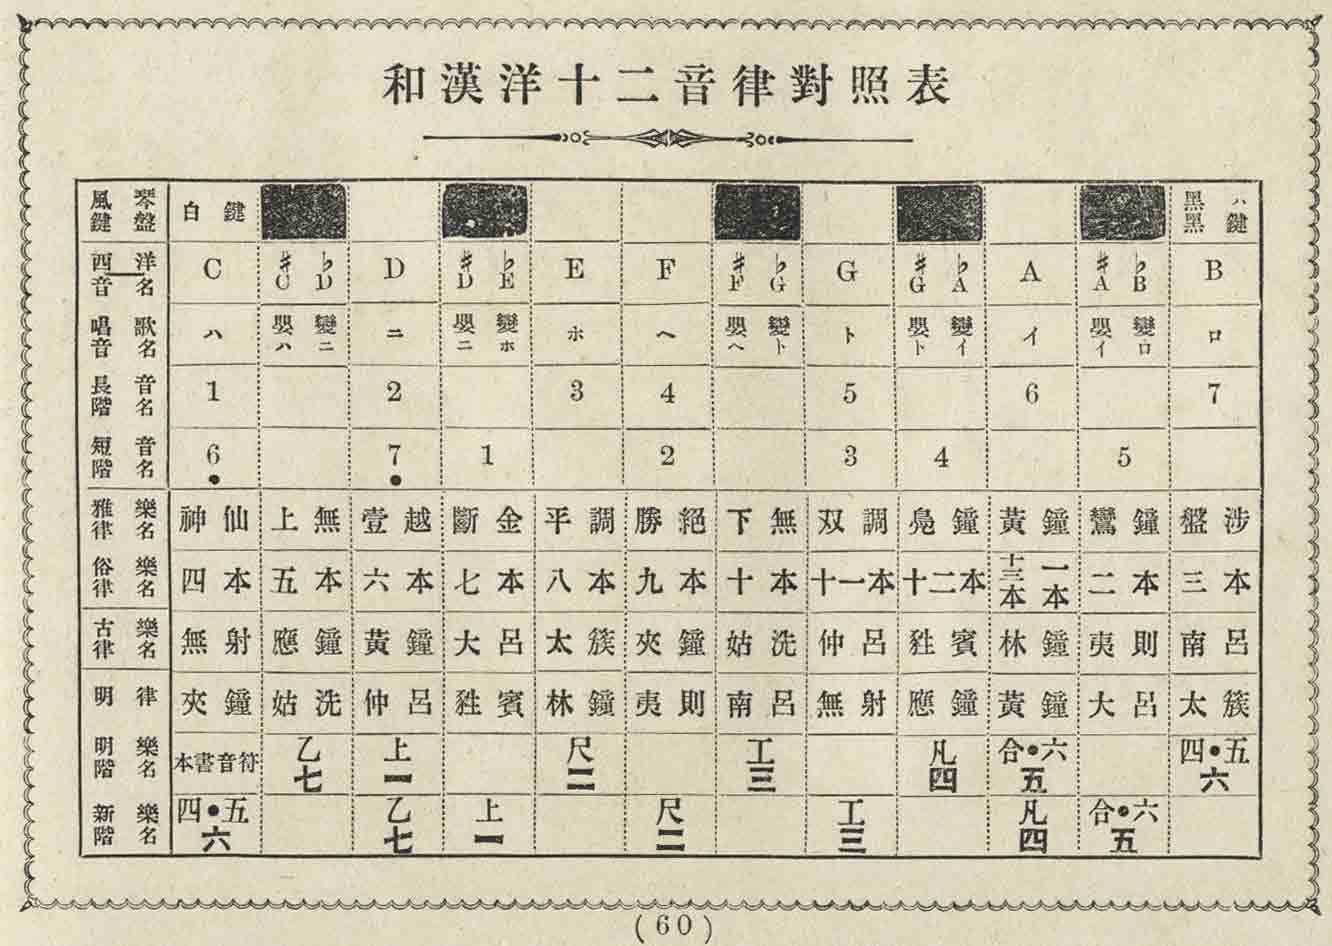 和漢洋十二音律對照表
風琴鍵盤 白鍵 黑ハ黑鍵
西洋音名 C ♯C ♭D D ♯D ♭E E F ♯F ♭G G ♯G ♭A A ♯A ♭B B
唱歌音名 ハ 嬰ハ 變ニ ニ 嬰ニ 變ホ ホ ヘ 嬰ヘ 變ト ト 嬰ト 變イ イ 嬰イ 變ロ ロ
長音階名 1 2 3 4 5 6 7
短音階名 6 7 1 2 3 4 5
雅樂律名 神仙 上無 壹越 斷金 平調 勝絕 下無 双調 鳧鐘 黃鐘 鸞鐘 盤涉
俗樂律名 四本 五本 六本 七本 八本 九本 十本 十一本 十二本 十三本 一本 二本 三本
古樂律名 無射 應鐘 黃鐘 大呂 太簇 夾鐘 姑洗 仲呂 蕤賓 林鐘 夷則 南呂
明律 夾鐘 姑洗 仲呂 蕤賓 林鐘 夷則 南呂 無射 應鐘 黃鐘 大呂 太簇
明樂階名 本書音符 乙七 上一 尺二 工三 凡四 合•六五 四•五六
新樂階名 四•五六 乙七 上一 尺二 工三 凡四 合•六五
(60)